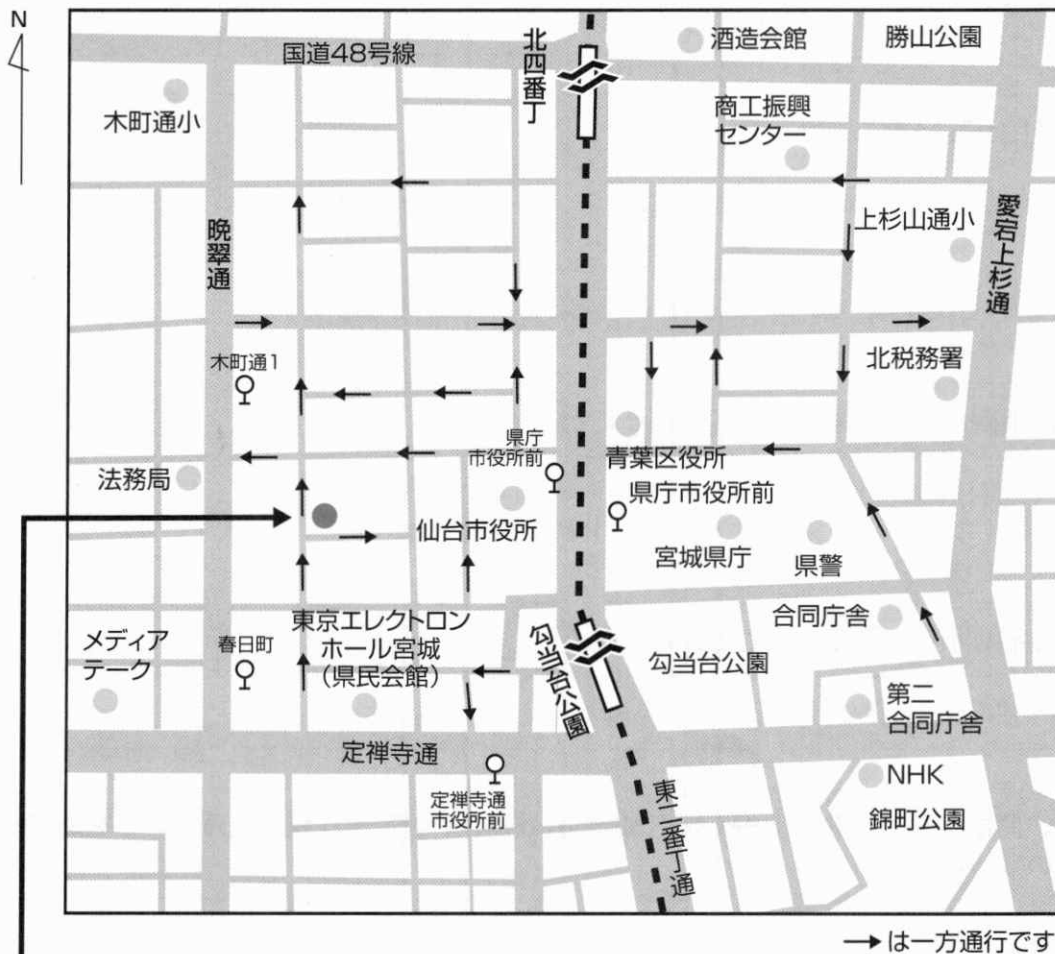 N
国道48号線
北四番丁
酒造会館
勝山公園
木町通小
商工振興
センター
晩翠通
上杉山通小
愛宕上杉通
木町通1
北税務署
県庁
市役所前
青葉区役所
法務局
県庁市役所前
仙台市役所
宮城県庁
県警
メディア
テーク
春日町
東京エレクトロン
ホール宮城
(県民会館)
勾当台公園
合同庁舎
勾当台公園
第二
合同庁舎
定禅寺通
NHK
定禅寺通
市役所前
東二番丁通
錦町公園
→は一方通行です